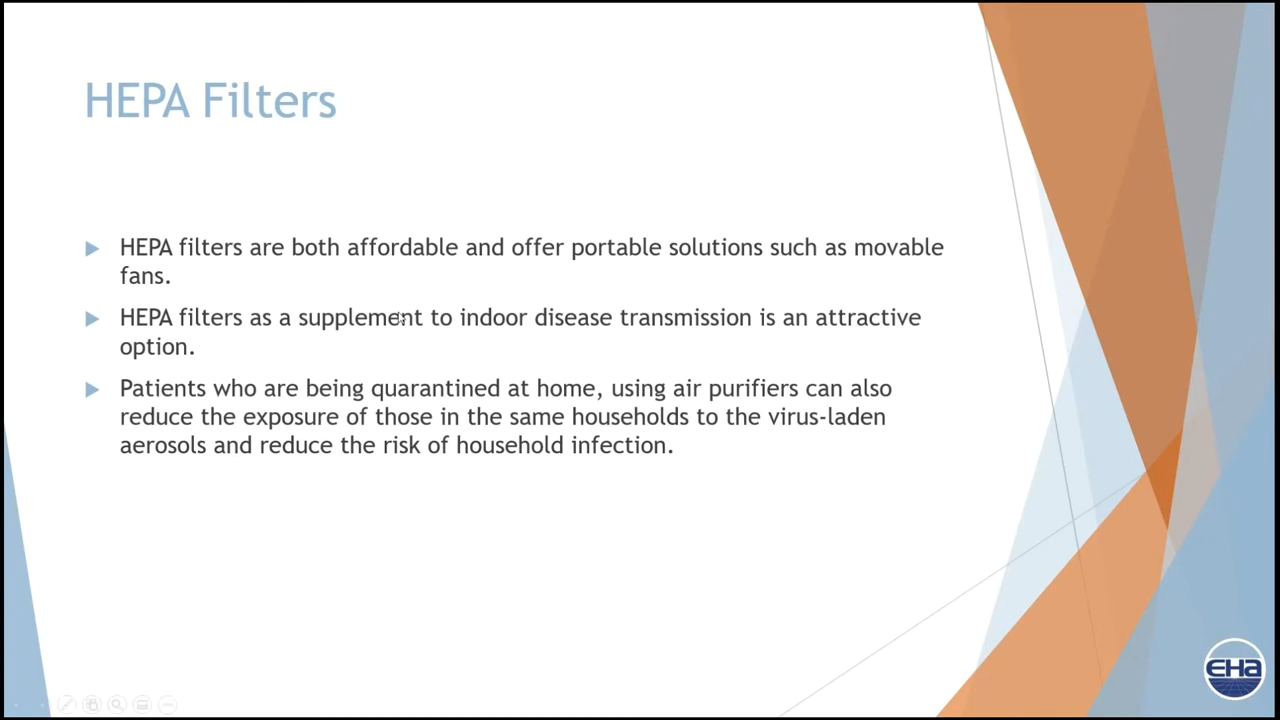 HEPA Filters
HEPA filters are both affordable and offer portable solutions such as movable
fans.
HEPA filters as a supplement to indoor disease transmission is an attractive
option.
Patients who are being quarantined at home, using air purifiers can also
reduce the exposure of those in the same households to the virus-laden
aerosols and reduce the risk of household infection.
EHa